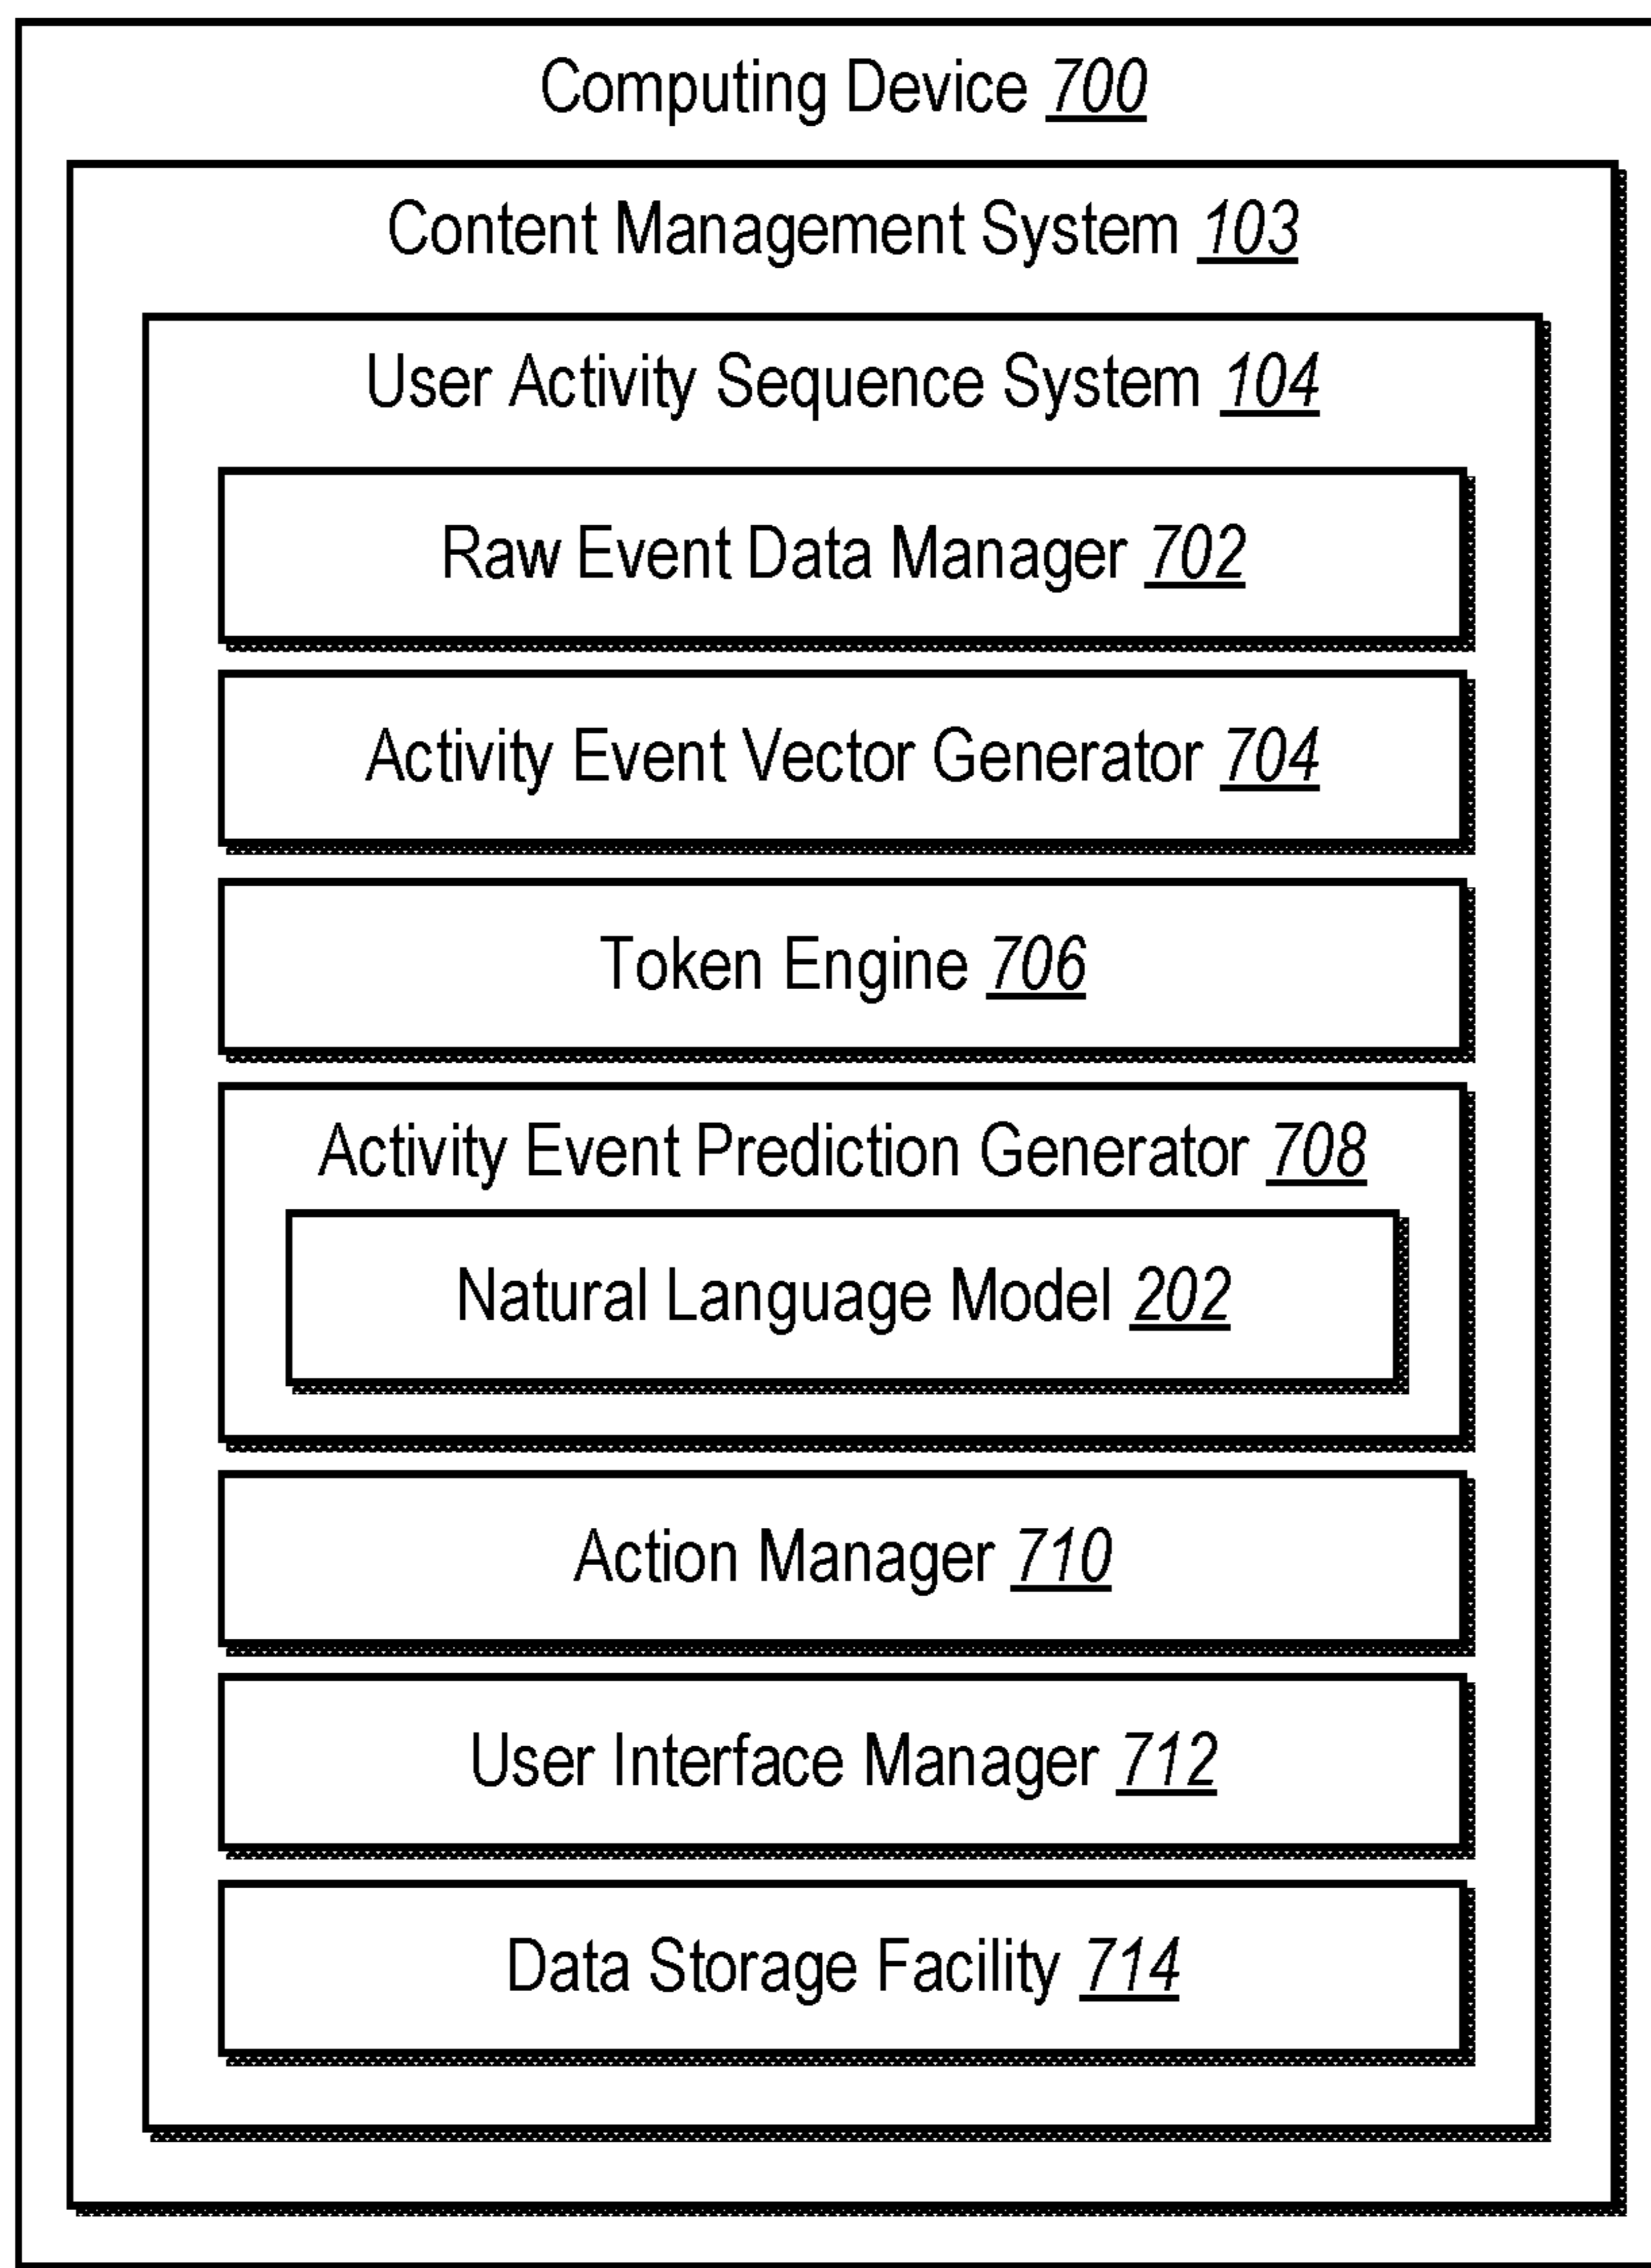 Computing Device 700
Content Management System 103
User Activity Sequence System 104
Raw Event Data Manager 702
Activity Event Vector Generator 704
Token Engine 706
Activity Event Prediction Generator 708
Natural Language Model 202
Action Manager 710
User Interface Manager 712
Data Storage Facility 714